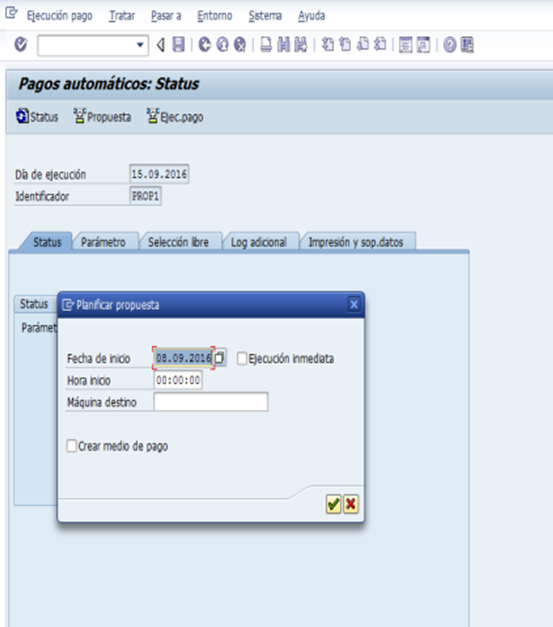 Ejecución pago Tratar Pasar a Entorno Sistema Ayuda
Pagos automáticos: Status
Status Propuesta Ejec.pago
Día de ejecución 15.09.2016
Identificador PROP1
Status Parámetro Selección libre Log adicional Impresión y sop.datos
Status
Parámet
Planificar propuesta
Fecha de inicio 08.09.2016 Ejecución inmediata
Hora inicio 00:00:00
Máquina destino
Crear medio de pago